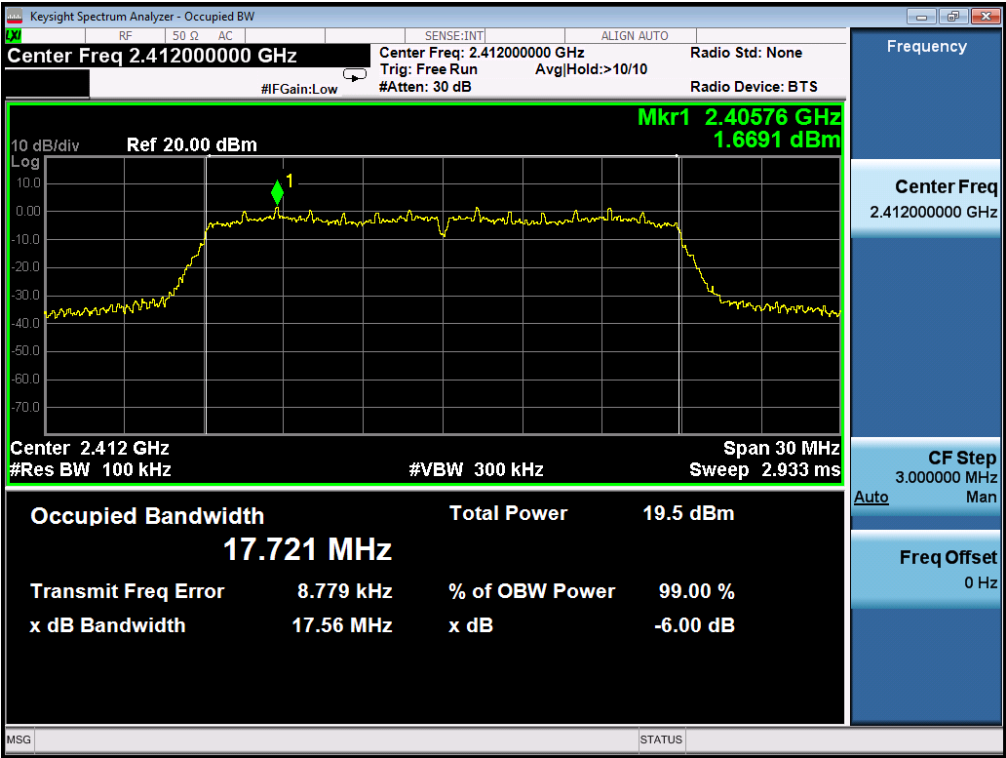 Keysight Spectrum Analyzer - Occupied BW
LXI RF 50 Ω AC SENSE:INT ALIGN AUTO
Center Freq 2.412000000 GHz
Center Freq: 2.412000000 GHz Radio Std: None
Trig: Free Run Avg|Hold:>10/10
#IFGain:Low #Atten: 30 dB Radio Device: BTS
Mkr1 2.40576 GHz
1.6691 dBm
10 dB/div Ref 20.00 dBm
Log
10.0
0.00
-10.0
-20.0
-30.0
-40.0
-50.0
-60.0
-70.0
1
Center 2.412 GHz Span 30 MHz
#Res BW 100 kHz #VBW 300 kHz Sweep 2.933 ms
Occupied Bandwidth Total Power 19.5 dBm
17.721 MHz
Transmit Freq Error 8.779 kHz % of OBW Power 99.00 %
x dB Bandwidth 17.56 MHz x dB -6.00 dB
Frequency
Center Freq
2.412000000 GHz
CF Step
3.000000 MHz
Auto Man
Freq Offset
0 Hz
MSG STATUS